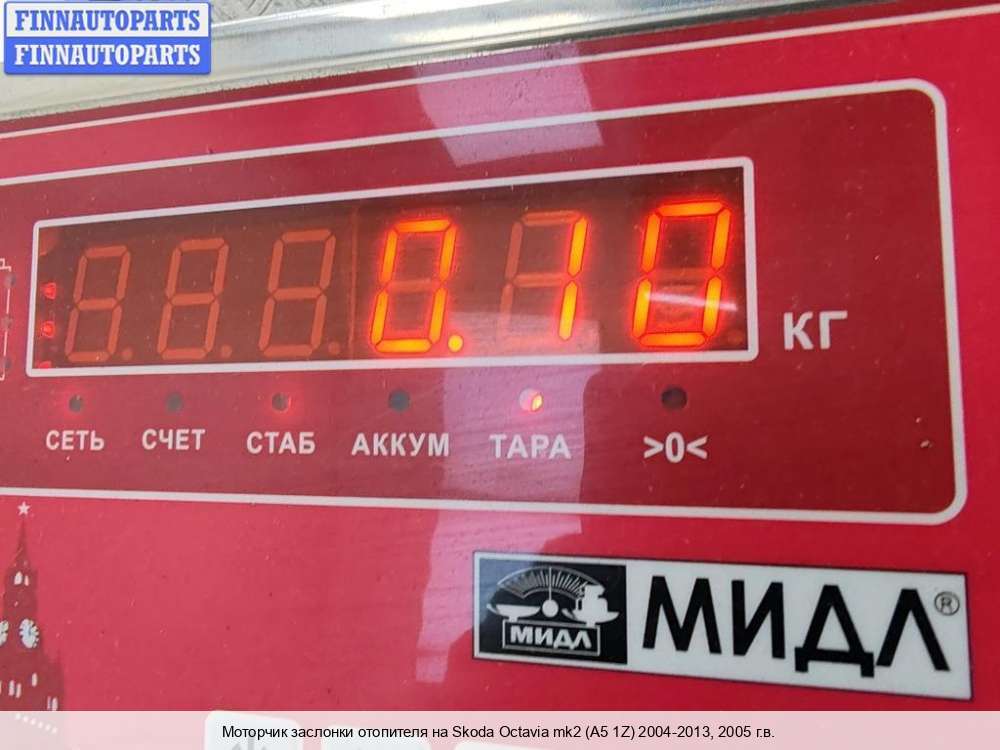 FINNAUTOPARTS
FINNAUTOPARTS
0.10 КГ
СЕТЬ СЧЕТ СТАБ АККУМ ТАРА >0<
МИДЛ МИДЛ®
Моторчик заслонки отопителя на Skoda Octavia mk2 (A5 1Z) 2004-2013, 2005 г.в.